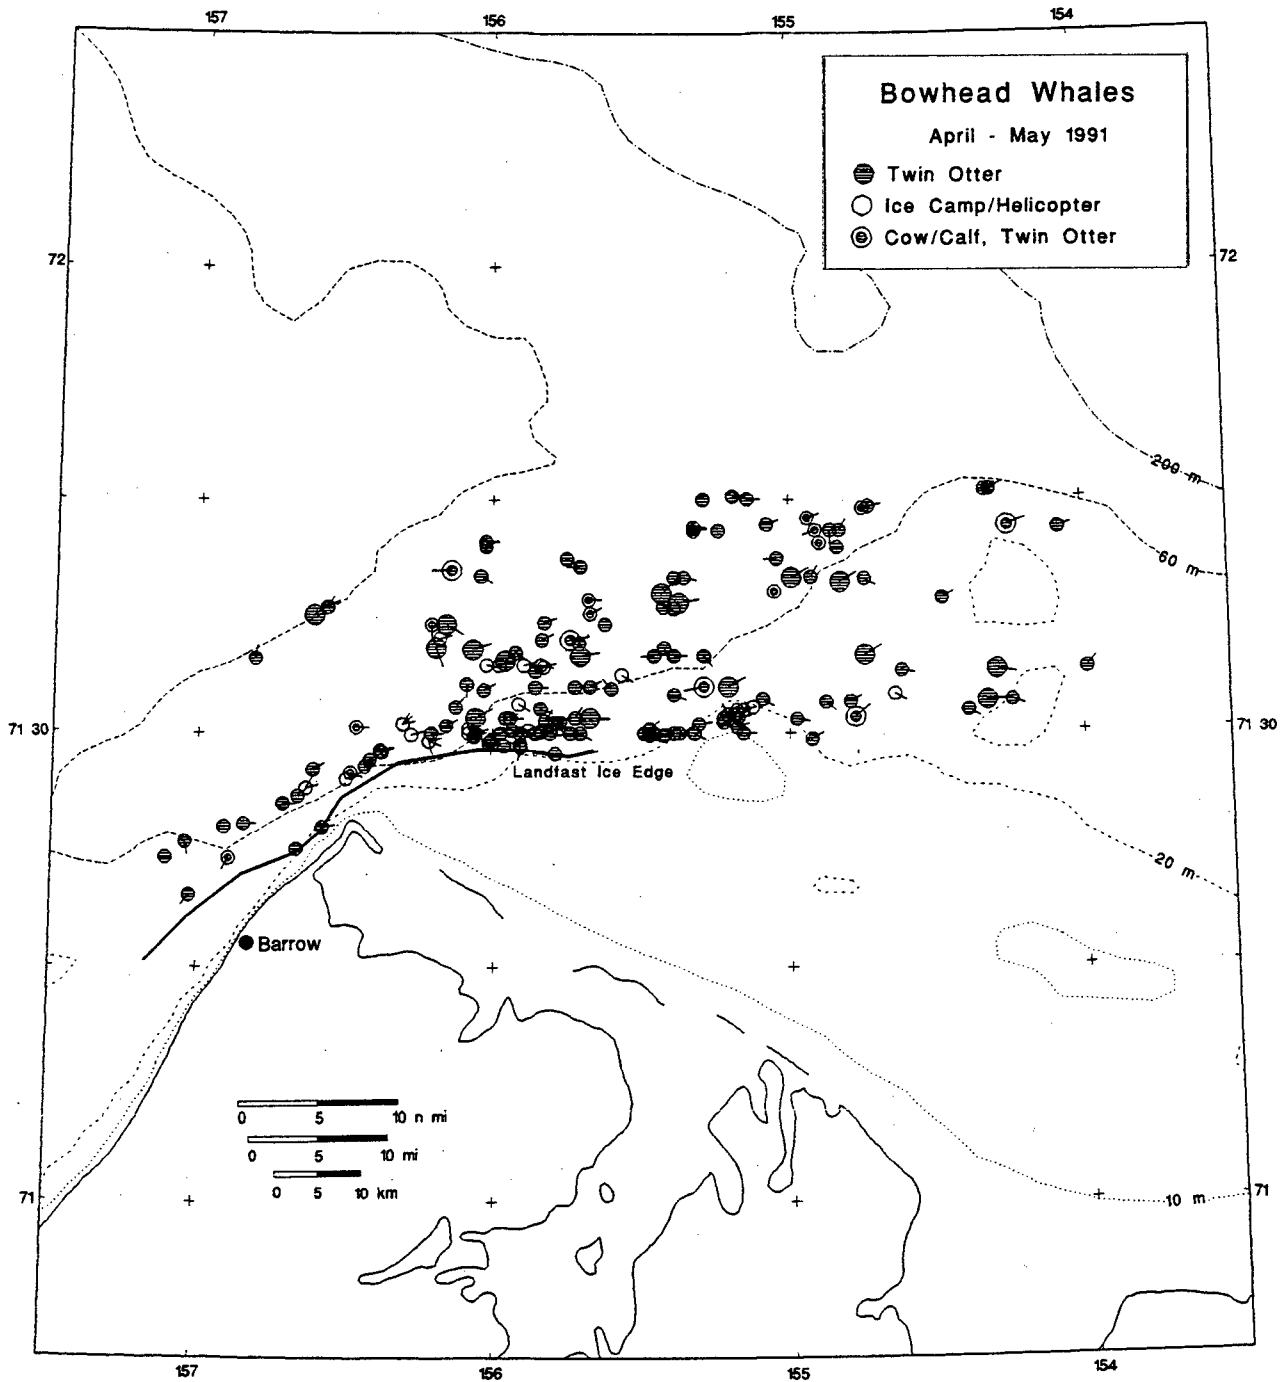 157 156 155 154
Bowhead Whales
April - May 1991
Twin Otter
Ice Camp/Helicopter
Cow/Calf, Twin Otter
72 72
200 m
60 m
71 30 71 30
Landfast Ice Edge
20 m
Barrow
0 5 10 n mi
0 5 10 mi
0 5 10 km
71 10 m 71
157 156 155 154